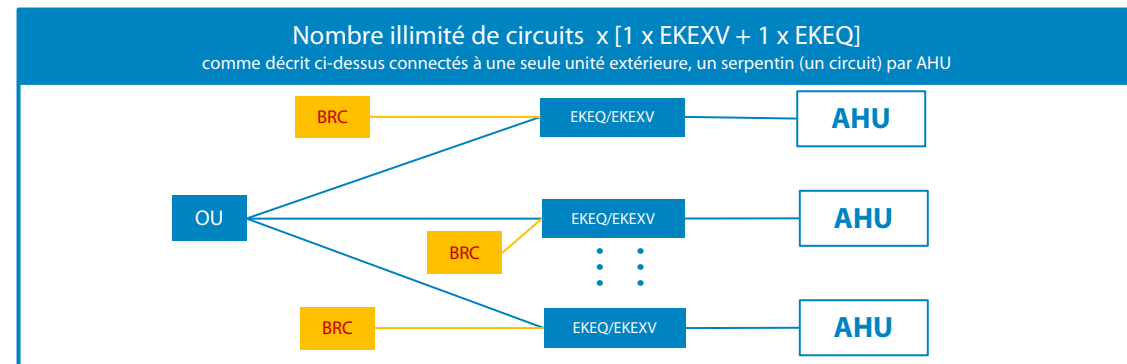 Nombre illimité de circuits x [1 x EKEXV + 1 x EKEQ]
comme décrit ci-dessus connectés à une seule unité extérieure, un serpentin (un circuit) par AHU
BRC
EKEQ/EKEXV
AHU
OU
EKEQ/EKEXV
AHU
BRC
BRC
EKEQ/EKEXV
AHU